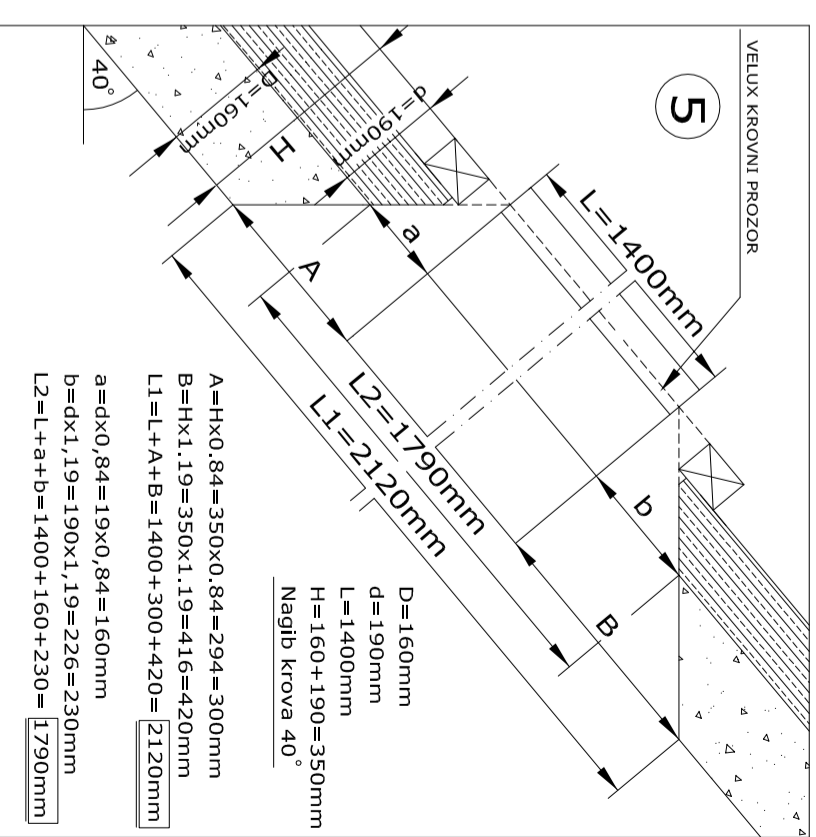 VELUX KROVNI PROZOR
5
L=1400mm
d=190mm
D=160mm
H
40°
a
A
b
B
L2=1790mm
L1=2120mm
D=160mm
d=190mm
L=1400mm
H=160+190=350mm
Nagib krova 40°
A=Hx0.84=350x0.84=294=300mm
B=Hx1.19=350x1.19=416=420mm
L1=L+A+B=1400+300+420= 2120mm
a=dx0,84=19x0,84=160mm
b=dx1,19=190x1,19=226=230mm
L2=L+a+b=1400+160+230= 1790mm